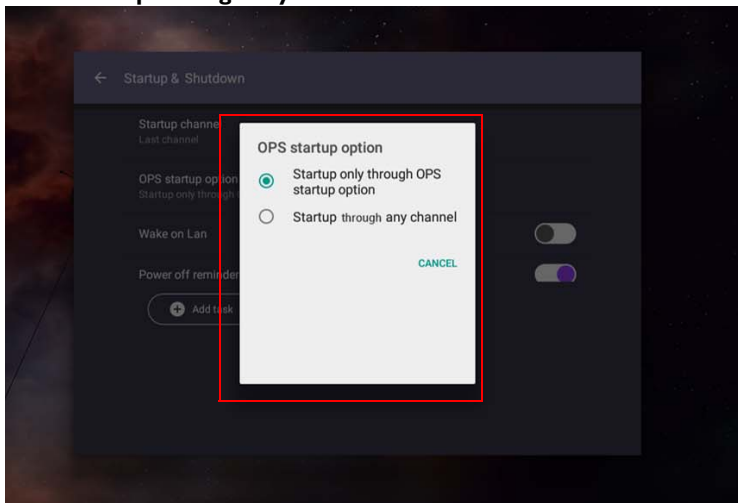 Startup & Shutdown
Startup channel
Last channel
OPS startup option
Startup only through
Wake on Lan
Power off reminder
Add task
OPS startup option
Startup only through OPS
startup option
Startup through any channel
CANCEL